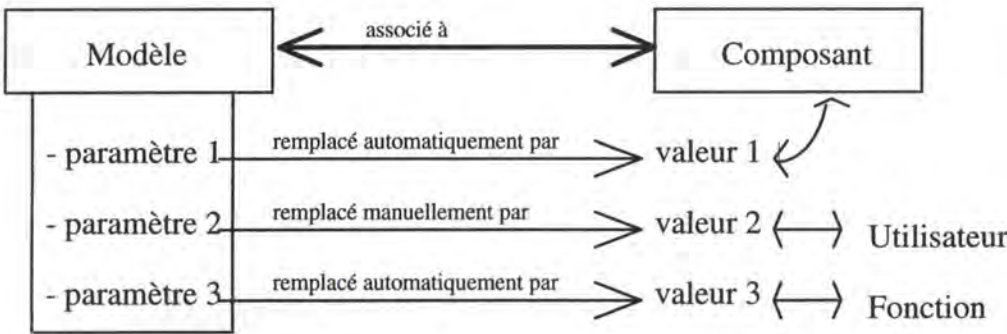 associé à
Modèle
Composant
- paramètre 1 remplacé automatiquement par valeur 1
- paramètre 2 remplacé manuellement par valeur 2 Utilisateur
- paramètre 3 remplacé automatiquement par valeur 3 Fonction